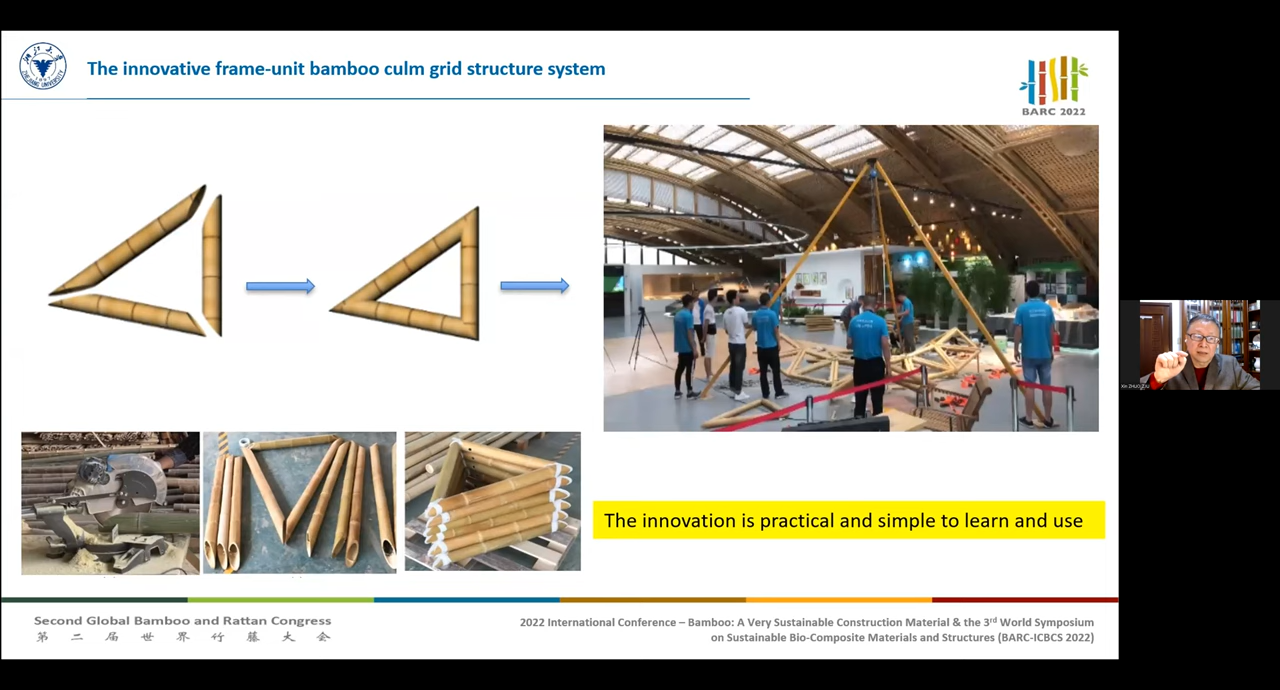 The innovative frame-unit bamboo culm grid structure system
ZHEJIANG UNIVERSITY
1897
BARC 2022
The innovation is practical and simple to learn and use
Second Global Bamboo and Rattan Congress
第二届世界竹藤大会
2022 International Conference – Bamboo: A Very Sustainable Construction Material & the 3rd World Symposium
on Sustainable Bio-Composite Materials and Structures (BARC-ICBCS 2022)